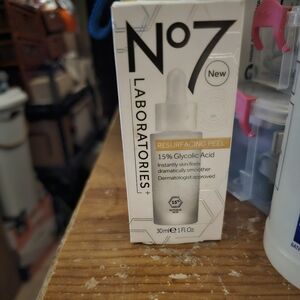 No7
LABORATORIES+
New
RESURFACING PEEL
15% Glycolic Acid
Instantly skin feels
dramatically smoother
Dermatologist approved
15%
30ml ℮ 1 Fl. Oz.